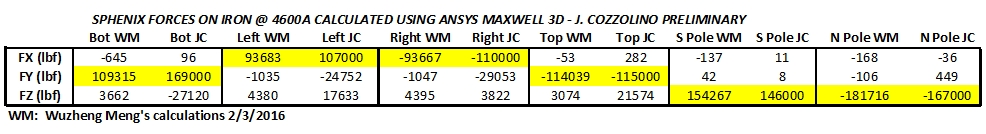 SPHENIX FORCES ON IRON @ 4600A CALCULATED USING ANSYS MAXWELL 3D - J. COZZOLINO PRELIMINARY
Bot WM Bot JC Left WM Left JC Right WM Right JC Top WM Top JC S Pole WM S Pole JC N Pole WM N Pole JC
FX (lbf) -645 96 93683 107000 -93667 -110000 -53 282 -137 11 -168 -36
FY (lbf) 109315 169000 -1035 -24752 -1047 -29053 -114039 -115000 42 8 -106 449
FZ (lbf) 3662 -27120 4380 17633 4395 3822 3074 21574 154267 146000 -181716 -167000
WM: Wuzheng Meng's calculations 2/3/2016